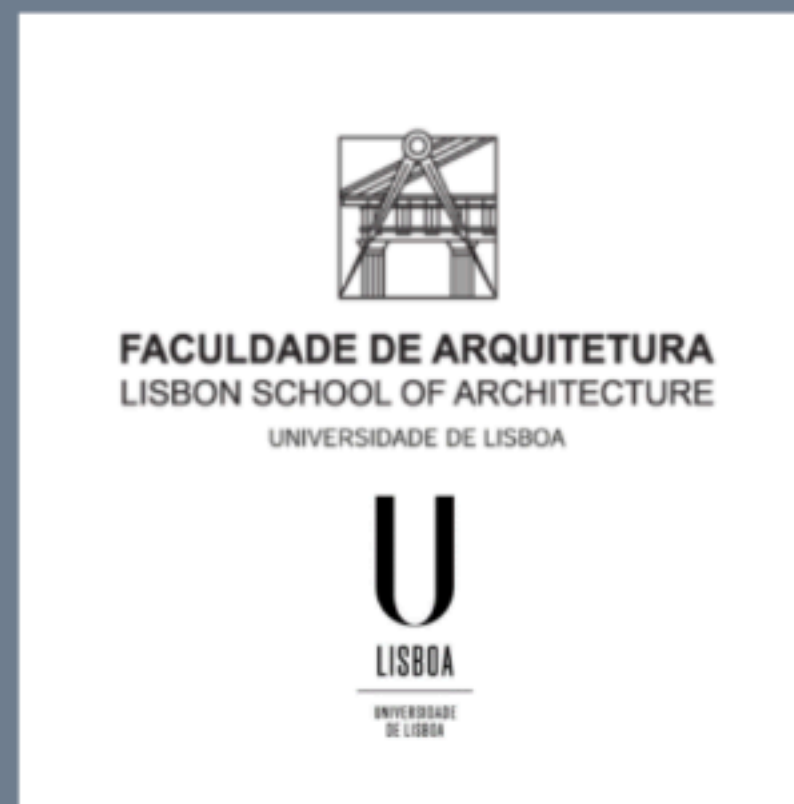 FACULDADE DE ARQUITETURA
LISBON SCHOOL OF ARCHITECTURE
UNIVERSIDADE DE LISBOA
U
LISBOA
UNIVERSIDADE
DE LISBOA